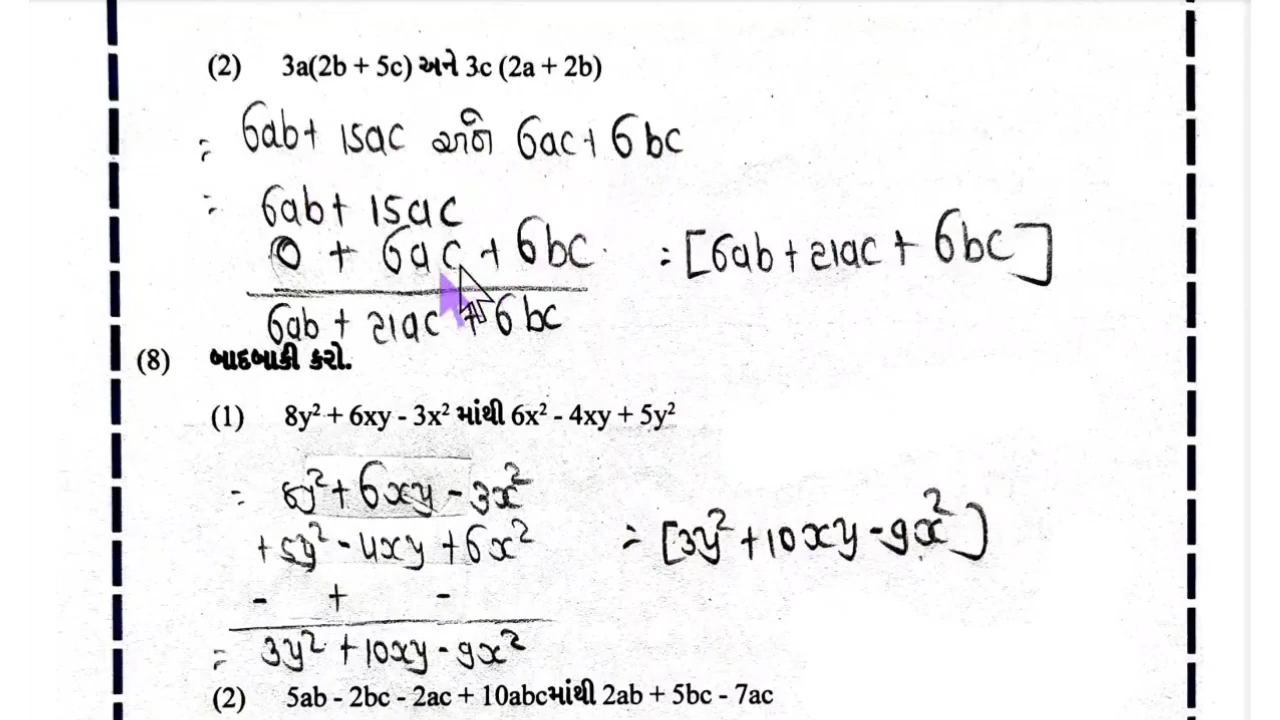 (2) 3a(2b + 5c) અને 3c (2a + 2b)
= 6ab + 15ac અને 6ac + 6bc
= 6ab + 15ac
0 + 6ac + 6bc
6ab + 21ac + 6bc
= [6ab + 21ac + 6bc]
(8) બાદબાકી કરો.
(1) 8y² + 6xy - 3x² માંથી 6x² - 4xy + 5y²
= 8y² + 6xy - 3x²
+ 5y² - 4xy + 6x²
- + -
= 3y² + 10xy - 9x²
= [3y² + 10xy - 9x²]
(2) 5ab - 2bc - 2ac + 10abcમાંથી 2ab + 5bc - 7ac